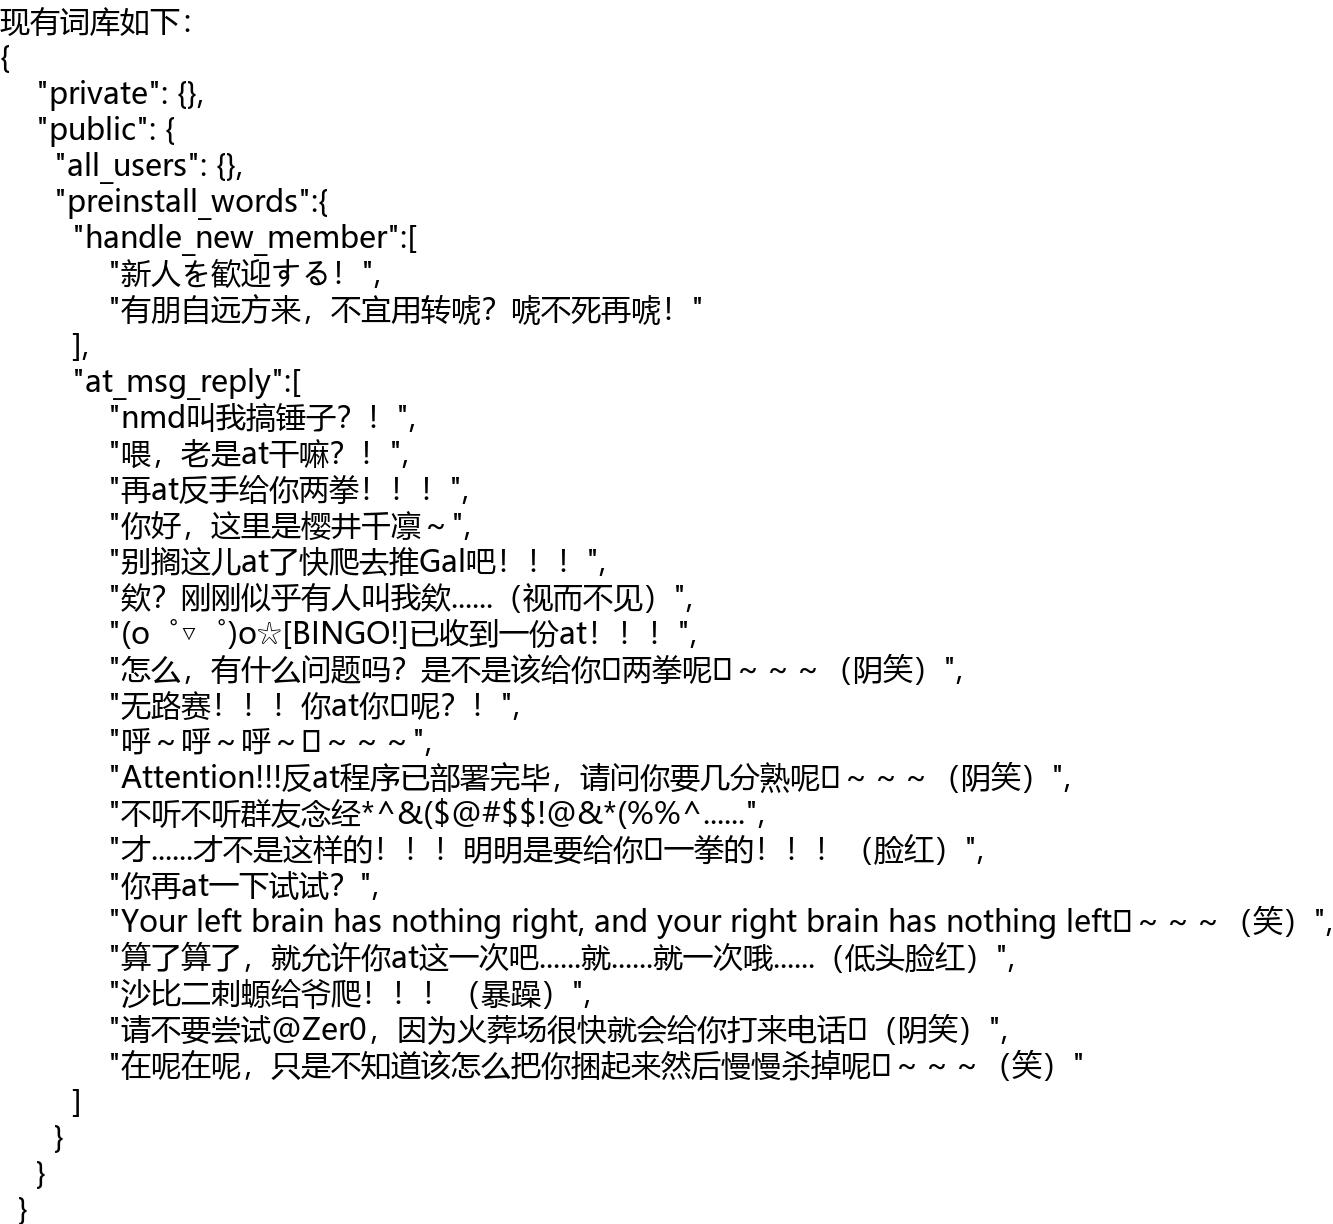 现有词库如下：
{
"private": {},
"public": {
"all_users": {},
"preinstall_words":{
"handle_new_member":[
"新人を歓迎する！",
"有朋自远方来，不宜用转唬？唬不死再唬！"
],
"at_msg_reply":[
"nmd叫我搞锤子？！",
"喂，老是at干嘛？！",
"再at反手给你两拳！！！",
"你好，这里是樱井千凛～",
"别搁这儿at了快爬去推Gal吧！！！",
"欸？刚刚似乎有人叫我欸......（视而不见）",
"(o゜▽゜)o☆[BINGO!]已收到一份at！！！",
"怎么，有什么问题吗？是不是该给你□两拳呢□～～～（阴笑）",
"无路赛！！！你at你□呢？！",
"呼～呼～呼～□～～～",
"Attention!!!反at程序已部署完毕，请问你要几分熟呢□～～～（阴笑）",
"不听不听群友念经*^&($@#$$!@&*(%%^......",
"才......才不是这样的！！！明明是要给你□一拳的！！！（脸红）",
"你再at一下试试？",
"Your left brain has nothing right, and your right brain has nothing left□～～～（笑）",
"算了算了，就允许你at这一次吧......就......就一次哦......（低头脸红）",
"沙比二刺螈给爷爬！！！（暴躁）",
"请不要尝试@Zer0，因为火葬场很快就会给你打来电话□（阴笑）",
"在呢在呢，只是不知道该怎么把你捆起来然后慢慢杀掉呢□～～～（笑）"
]
}
}
}